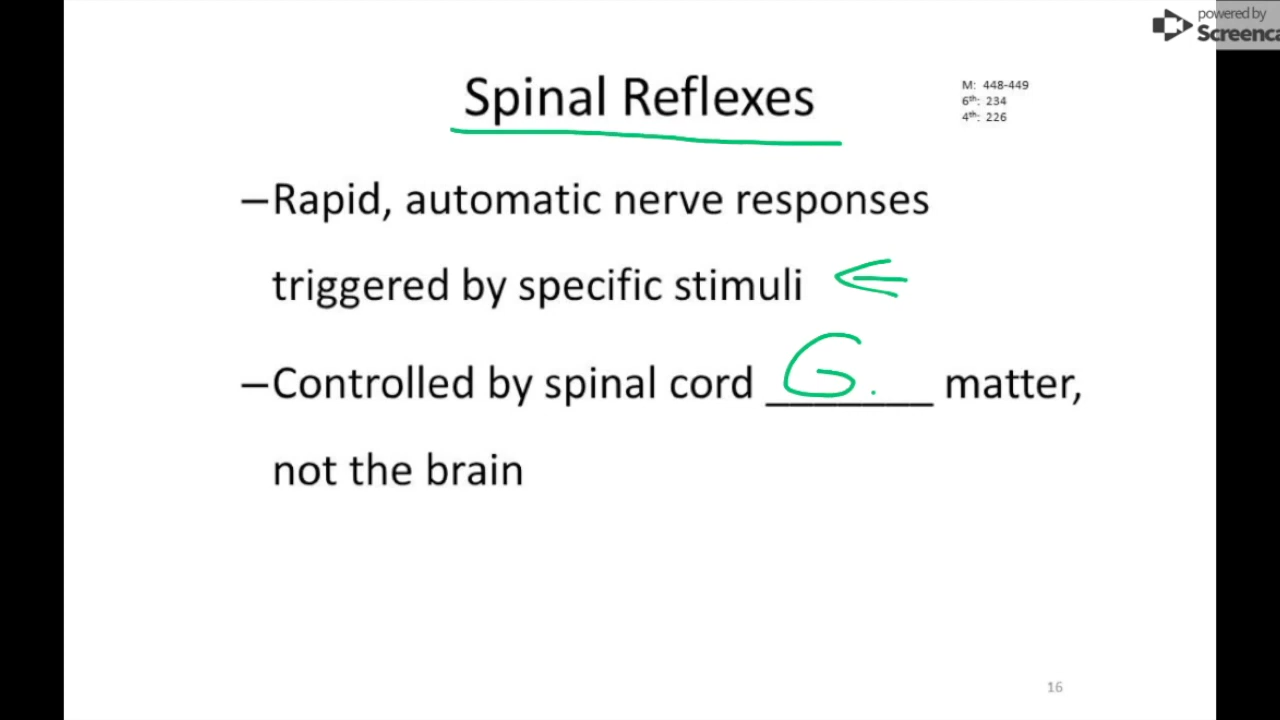 powered by
Screenca
Spinal Reflexes
M: 448-449
6th: 234
4th: 226
–Rapid, automatic nerve responses
triggered by specific stimuli
–Controlled by spinal cord G. matter,
not the brain
16